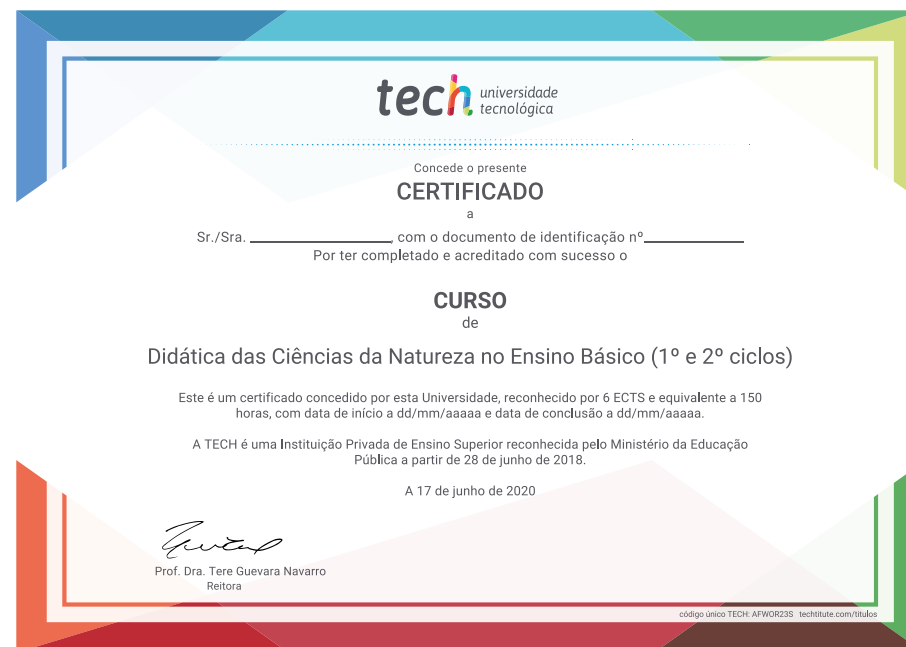 tech universidade
tecnológica
Concede o presente
CERTIFICADO
a
Sr./Sra. , com o documento de identificação nº
Por ter completado e acreditado com sucesso o
CURSO
de
Didática das Ciências da Natureza no Ensino Básico (1º e 2º ciclos)
Este é um certificado concedido por esta Universidade, reconhecido por 6 ECTS e equivalente a 150
horas, com data de início a dd/mm/aaaaa e data de conclusão a dd/mm/aaaaa.
A TECH é uma Instituição Privada de Ensino Superior reconhecida pelo Ministério da Educação
Pública a partir de 28 de junho de 2018.
A 17 de junho de 2020
Prof. Dra. Tere Guevara Navarro
Reitora
código único TECH: AFWOR23S techtitute.com/titulos